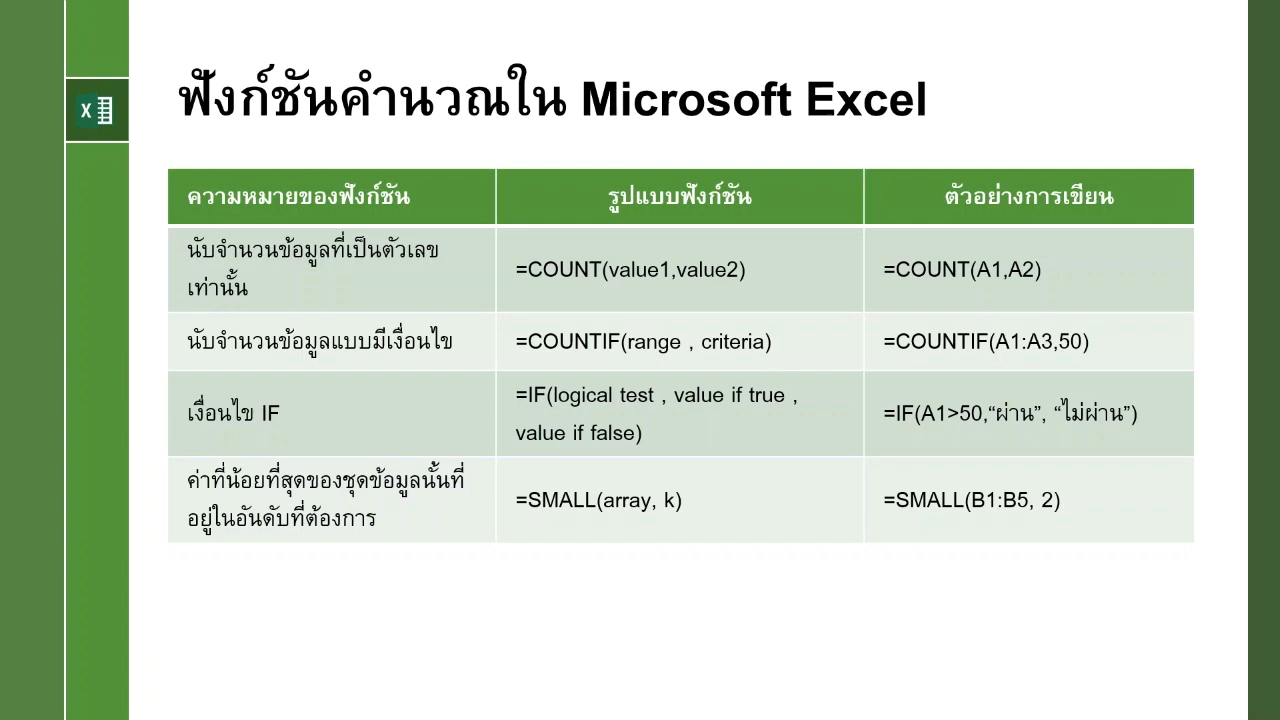 ฟังก์ชันคำนวณใน Microsoft Excel
ความหมายของฟังก์ชัน
รูปแบบฟังก์ชัน
ตัวอย่างการเขียน
นับจำนวนข้อมูลที่เป็นตัวเลข
เท่านั้น
=COUNT(value1,value2)
=COUNT(A1,A2)
นับจำนวนข้อมูลแบบมีเงื่อนไข
=COUNTIF(range , criteria)
=COUNTIF(A1:A3,50)
เงื่อนไข IF
=IF(logical test , value if true ,
value if false)
=IF(A1>50,“ผ่าน”, “ไม่ผ่าน”)
ค่าที่น้อยที่สุดของชุดข้อมูลนั้นที่
อยู่ในอันดับที่ต้องการ
=SMALL(array, k)
=SMALL(B1:B5, 2)
X